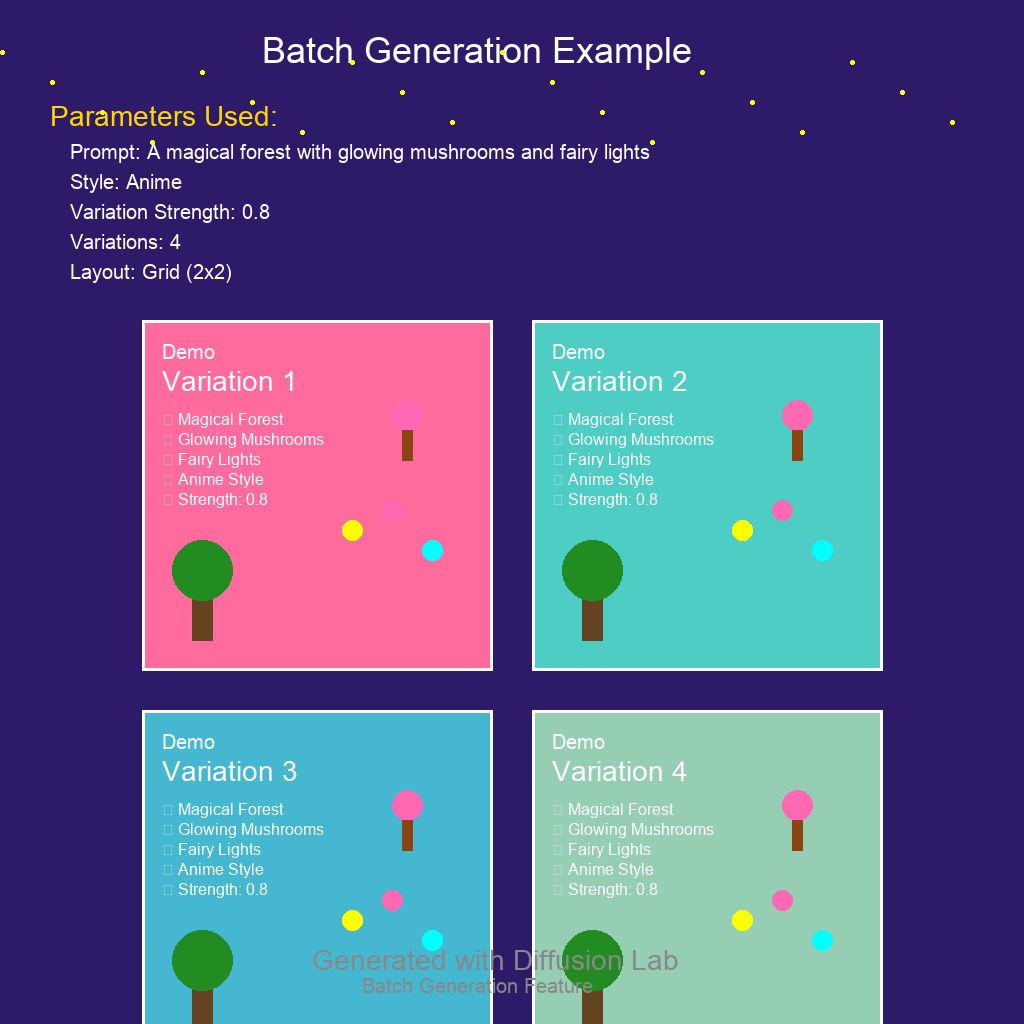 Batch Generation Example
Parameters Used:
Prompt: A magical forest with glowing mushrooms and fairy lights
Style: Anime
Variation Strength: 0.8
Variations: 4
Layout: Grid (2x2)
Demo
Variation 1
Magical Forest
Glowing Mushrooms
Fairy Lights
Anime Style
Strength: 0.8
Demo
Variation 2
Magical Forest
Glowing Mushrooms
Fairy Lights
Anime Style
Strength: 0.8
Demo
Variation 3
Magical Forest
Glowing Mushrooms
Fairy Lights
Anime Style
Strength: 0.8
Demo
Variation 4
Magical Forest
Glowing Mushrooms
Fairy Lights
Anime Style
Strength: 0.8
Generated with Diffusion Lab
Batch Generation Feature